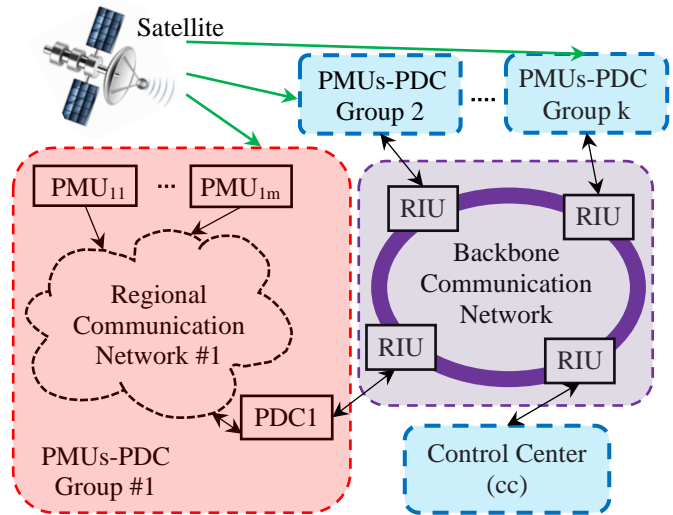 Satellite
PMUs-PDC
Group 2
....
PMUs-PDC
Group k
PMU11
...
PMU1m
Regional
Communication
Network #1
PDC1
PMUs-PDC
Group #1
RIU
RIU
Backbone
Communication
Network
RIU
RIU
Control Center
(cc)